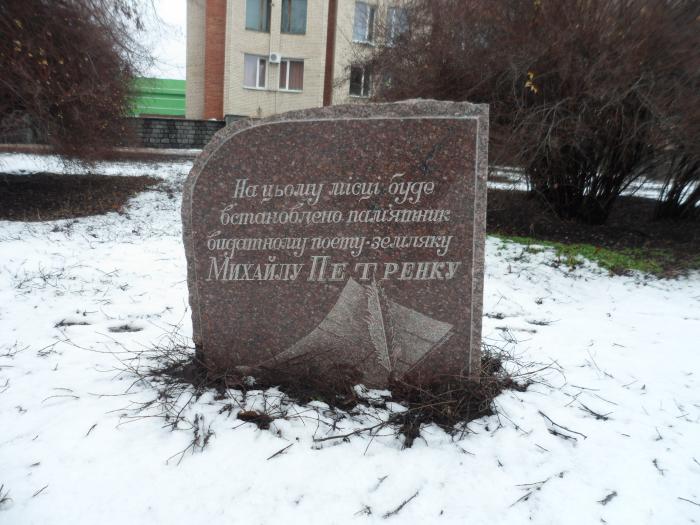 На цьому місці буде
встановлено пам'ятник
видатному поету-земляку
МИХАЙЛУ ПЕТРЕНКУ